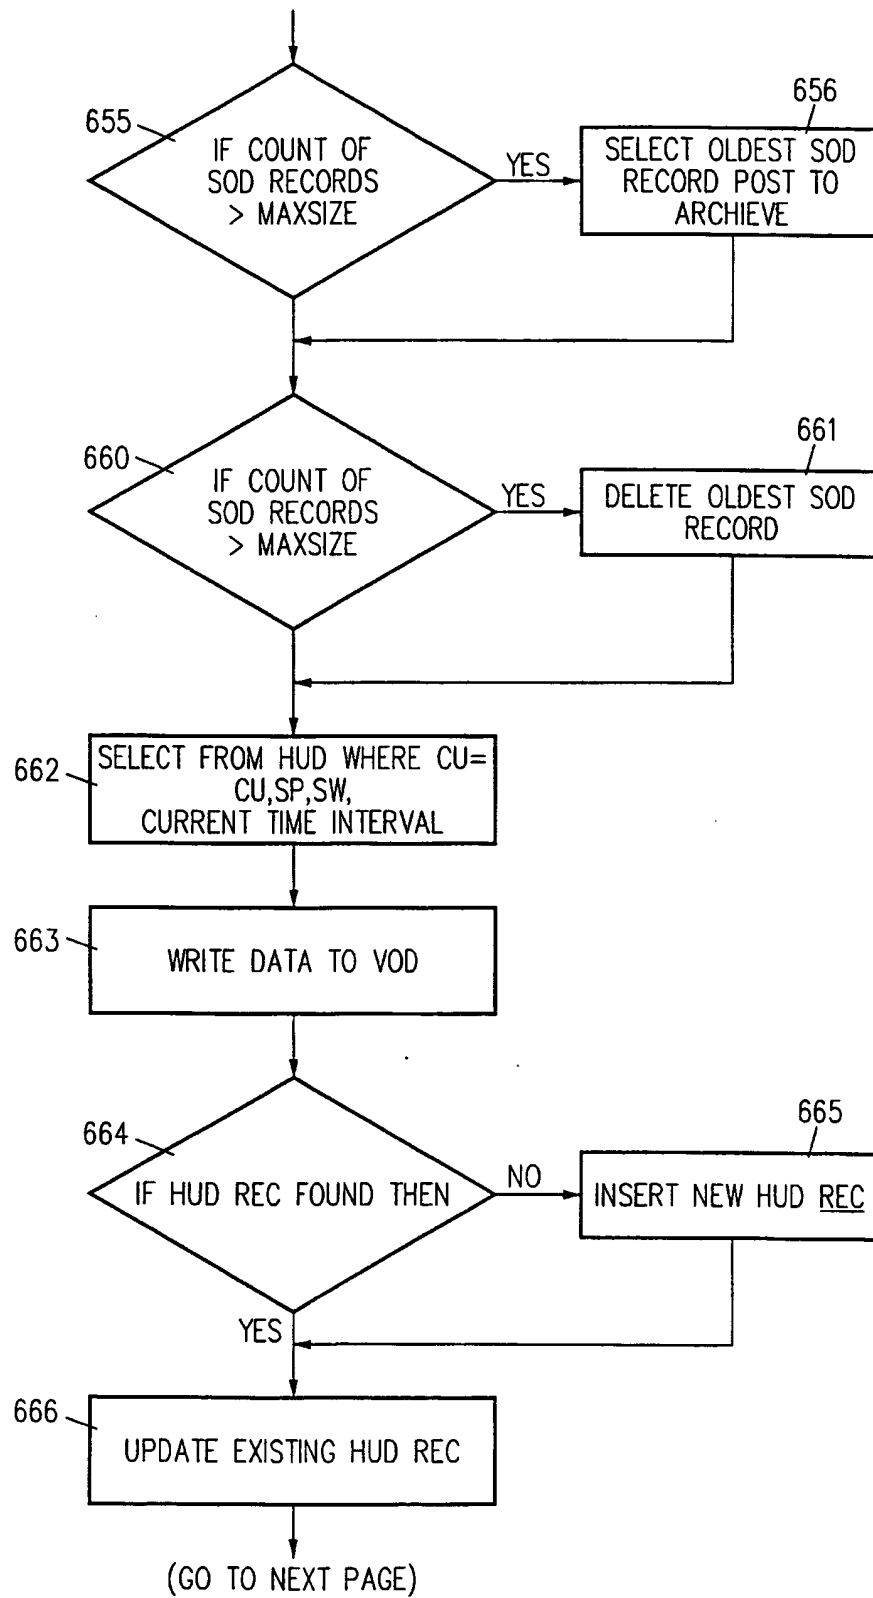 655
IF COUNT OF
SOD RECORDS
> MAXSIZE
YES
656
SELECT OLDEST SOD
RECORD POST TO
ARCHIEVE
660
IF COUNT OF
SOD RECORDS
> MAXSIZE
YES
661
DELETE OLDEST SOD
RECORD
662
SELECT FROM HUD WHERE CU=
CU,SP,SW,
CURRENT TIME INTERVAL
663
WRITE DATA TO VOD
664
IF HUD REC FOUND THEN
NO
665
INSERT NEW HUD REC
YES
666
UPDATE EXISTING HUD REC
(GO TO NEXT PAGE)